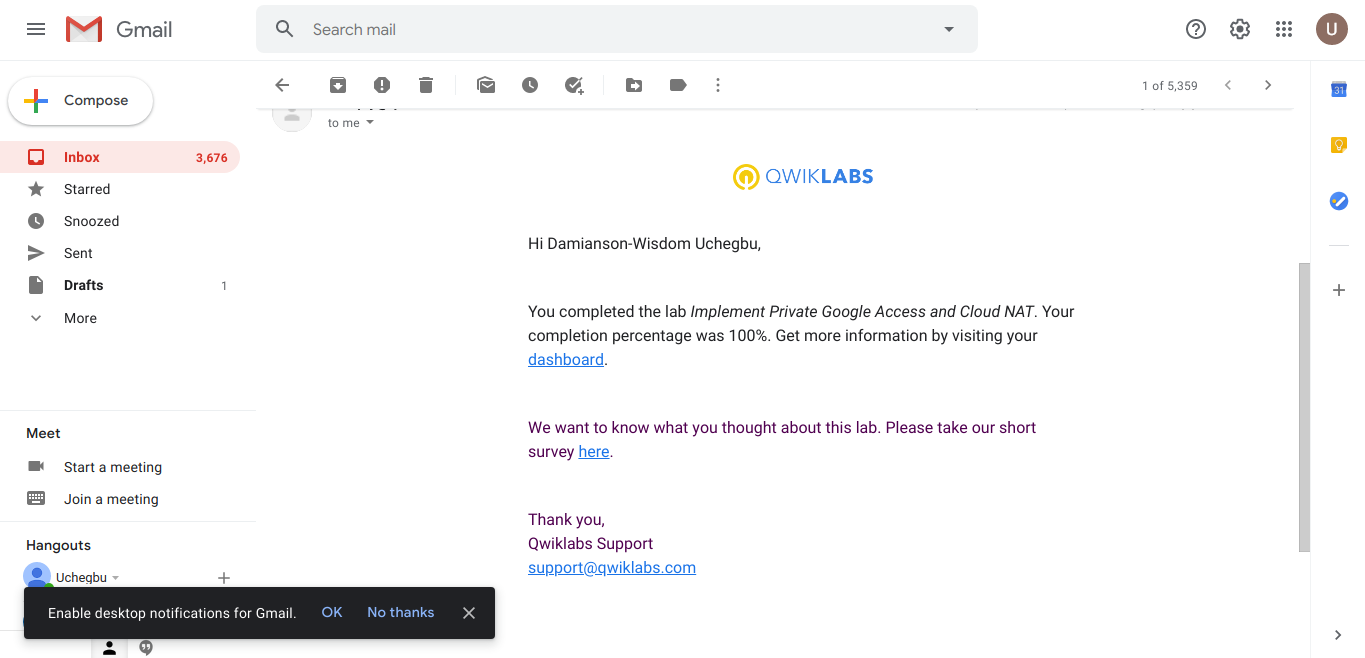 Gmail
Search mail
U
Compose
1 of 5,359
31
to me
Inbox 3,676
Starred
Snoozed
Sent
Drafts 1
More
QWIKLABS
Hi Damianson-Wisdom Uchegbu,
You completed the lab Implement Private Google Access and Cloud NAT. Your
completion percentage was 100%. Get more information by visiting your
dashboard.
We want to know what you thought about this lab. Please take our short
survey here.
Thank you,
Qwiklabs Support
support@qwiklabs.com
Meet
Start a meeting
Join a meeting
Hangouts
Uchegbu
Enable desktop notifications for Gmail. OK No thanks